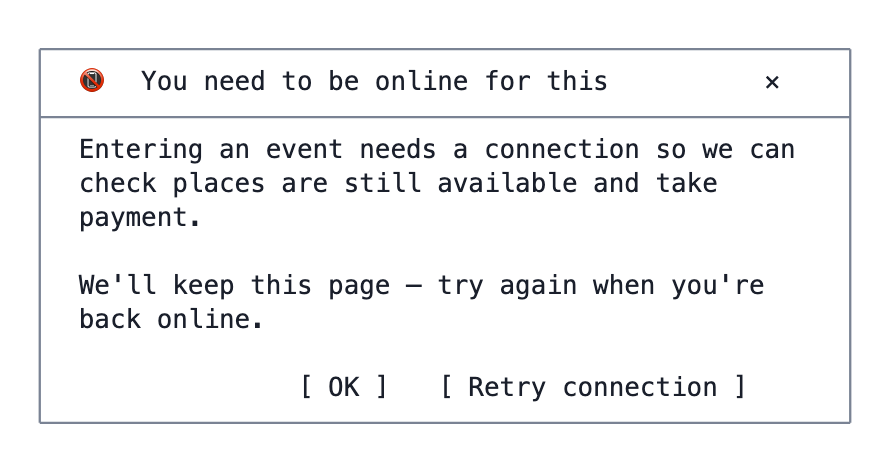 📵 You need to be online for this ×
Entering an event needs a connection so we can
check places are still available and take
payment.
We'll keep this page — try again when you're
back online.
[ OK ] [ Retry connection ]